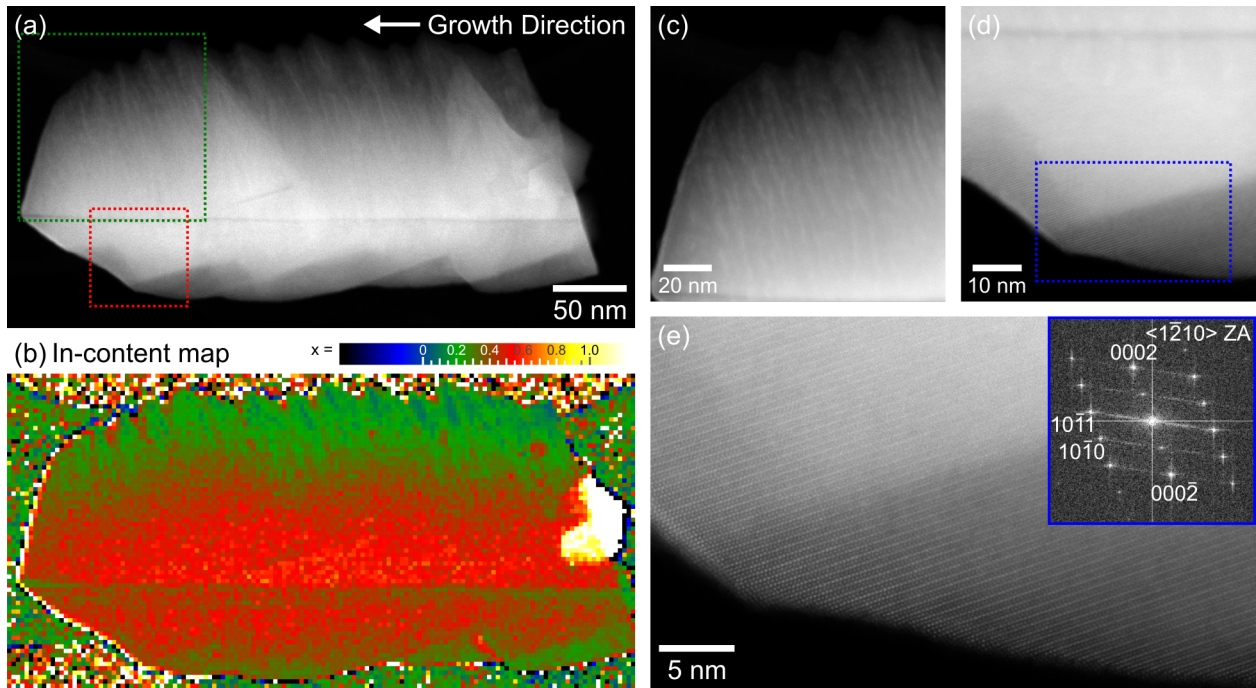 (a)
Growth Direction
50 nm
(b) In-content map
x =
0 0.2 0.4 0.6 0.8 1.0
(c)
20 nm
(d)
10 nm
(e)
<12̄10> ZA
0002
101̄1
101̄0
0002̄
5 nm